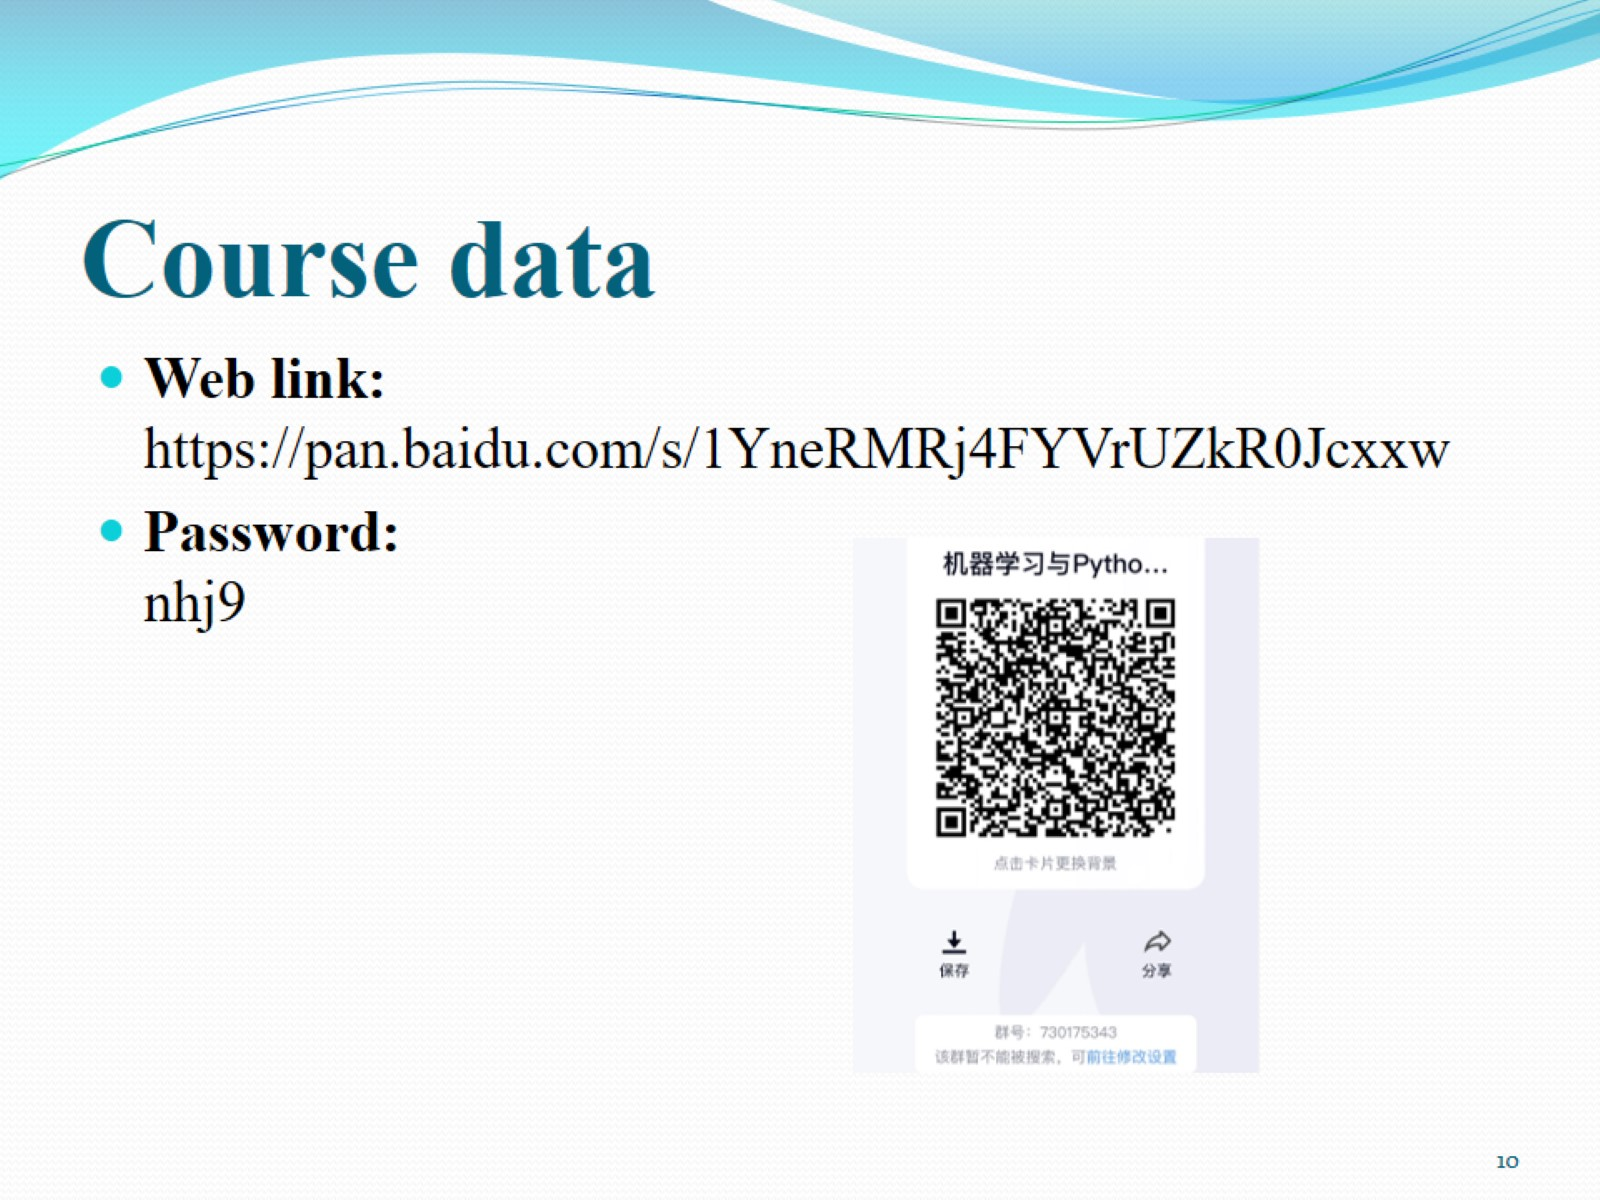 Course data
Web link:
https://pan.baidu.com/s/1YneRMRj4FYVrUZkR0Jcxxw
Password:
nhj9
机器学习与Pytho...
点击卡片更换背景
保存
分享
群号：730175343
该群暂不能被搜索，可前往修改设置
10